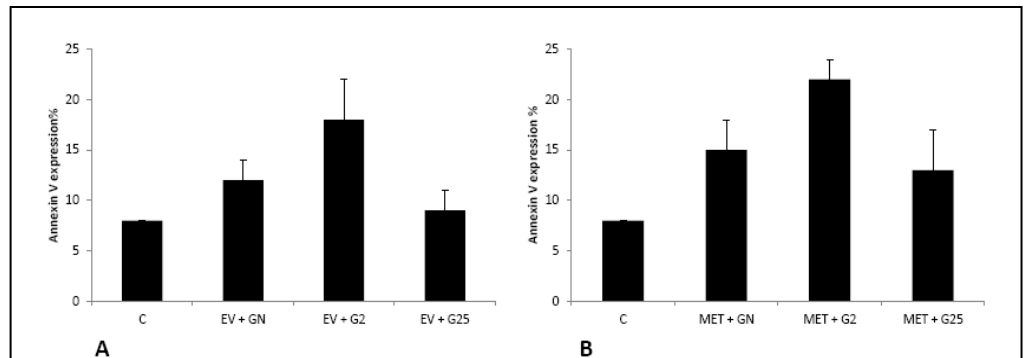 25
20
15
10
5
0
Annexin V expression%
C
EV + GN
EV + G2
EV + G25
A
25
20
15
10
5
0
Annexin V expression %
C
MET + GN
MET + G2
MET + G25
B